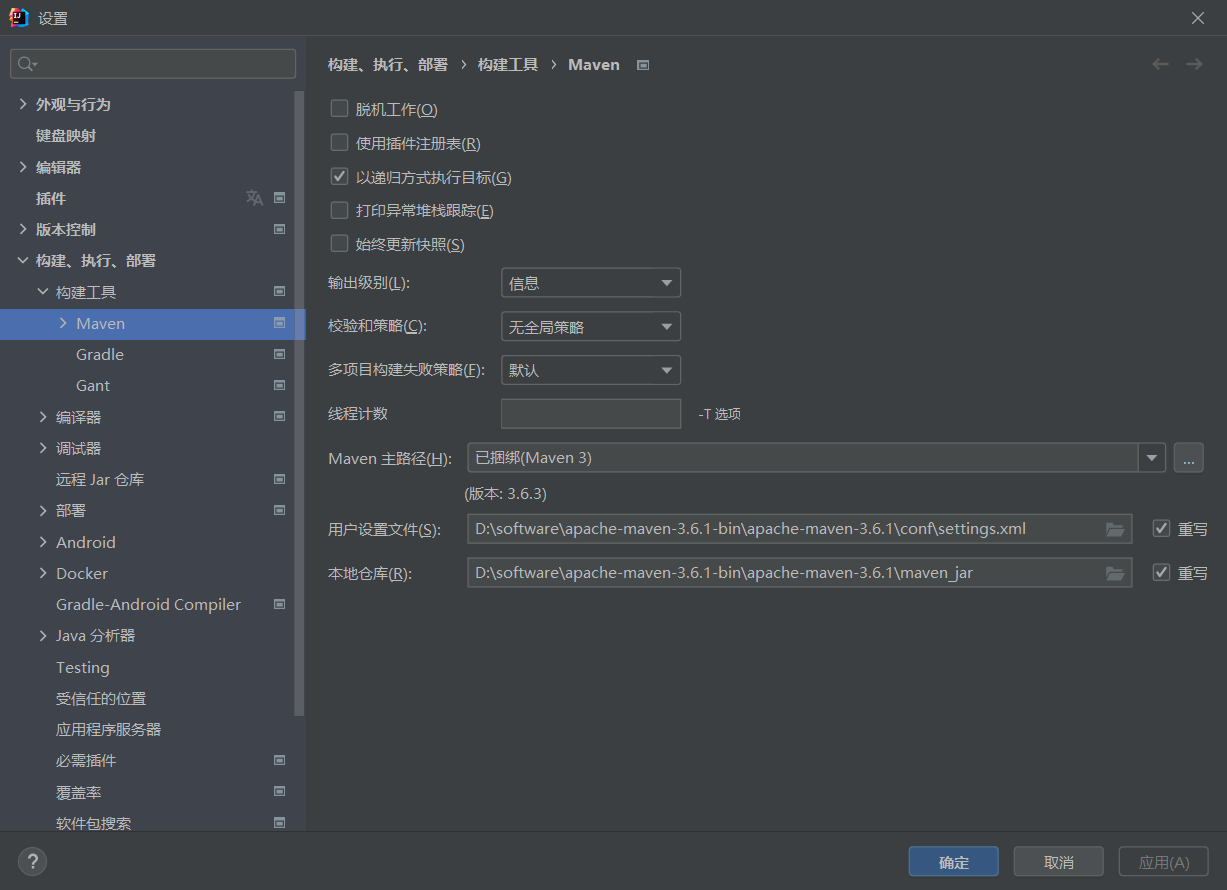 设置
外观与行为
键盘映射
编辑器
插件
版本控制
构建、执行、部署
构建工具
Maven
Gradle
Gant
编译器
调试器
远程 Jar 仓库
部署
Android
Docker
Gradle-Android Compiler
Java 分析器
Testing
受信任的位置
应用程序服务器
必需插件
覆盖率
软件包搜索
构建、执行、部署 › 构建工具 › Maven
脱机工作(O)
使用插件注册表(R)
以递归方式执行目标(G)
打印异常堆栈跟踪(E)
始终更新快照(S)
输出级别(L): 信息
校验和策略(C): 无全局策略
多项目构建失败策略(F): 默认
线程计数 -T 选项
Maven 主路径(H): 已捆绑(Maven 3) ...
(版本: 3.6.3)
用户设置文件(S): D:\software\apache-maven-3.6.1-bin\apache-maven-3.6.1\conf\settings.xml 重写
本地仓库(R): D:\software\apache-maven-3.6.1-bin\apache-maven-3.6.1\maven_jar 重写
? 确定 取消 应用(A)